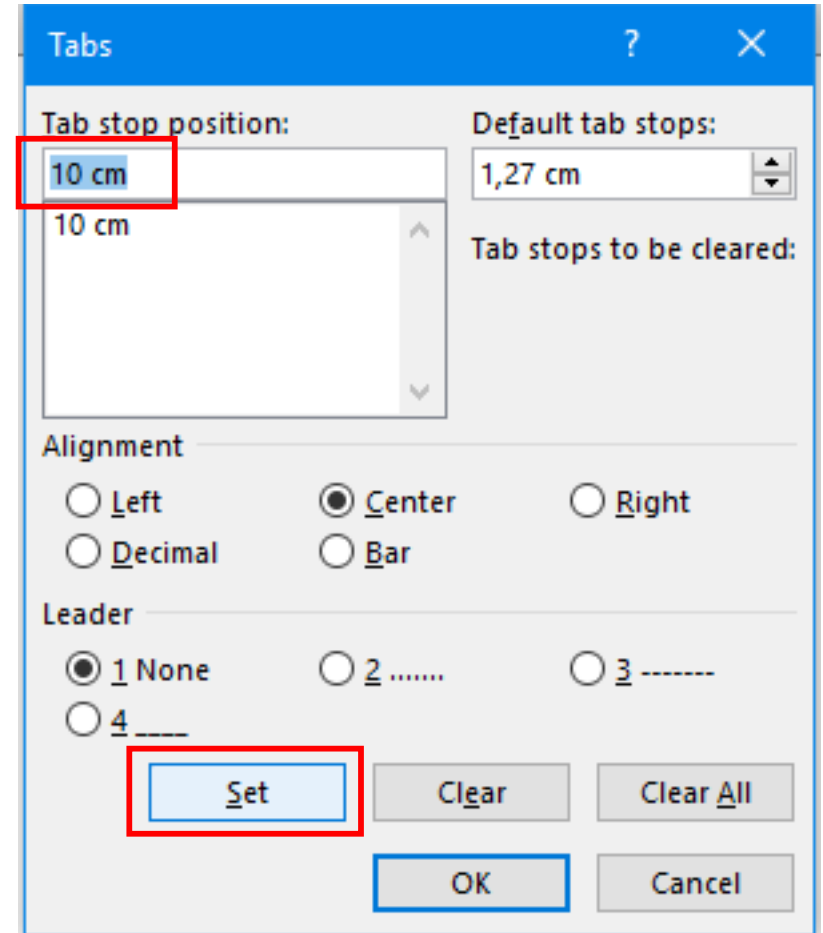 Tabs ?
Tab stop position: Default tab stops:
10 cm 1,27 cm
10 cm
Tab stops to be cleared:
Alignment
Left Center Right
Decimal Bar
Leader
1 None 2 ....... 3 -------
4 ____
Set Clear Clear All
OK Cancel